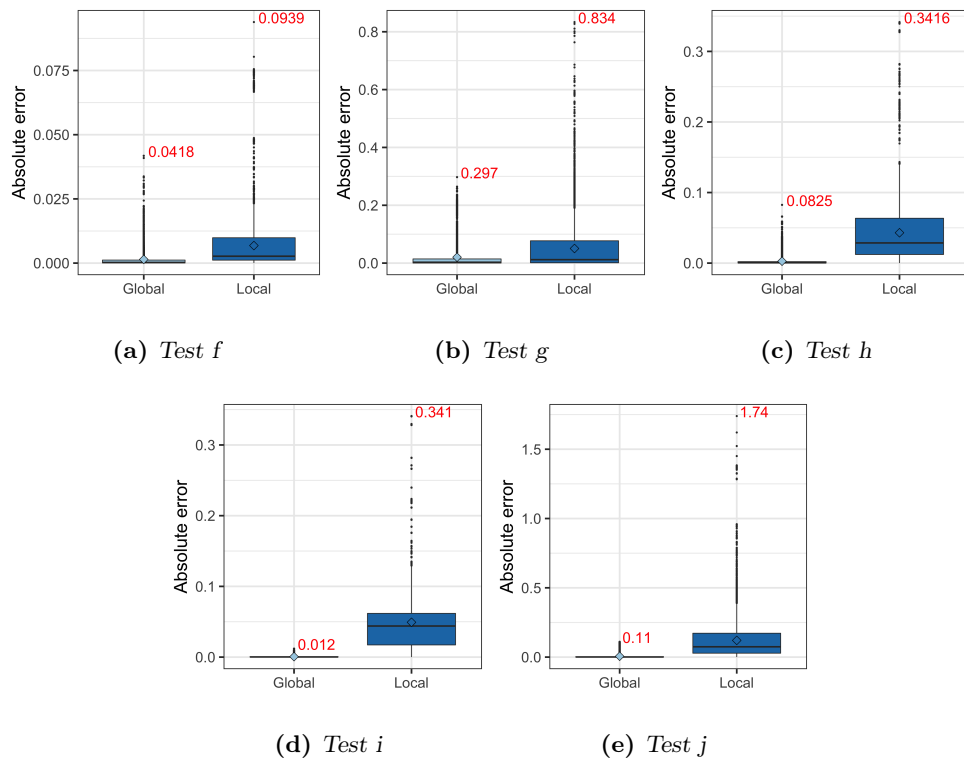 0.0939
0.075
0.050
0.0418
0.025
0.000
Absolute error
Global Local
(a) Test f
0.834
0.8
0.6
0.4
0.297
0.2
0.0
Absolute error
Global Local
(b) Test g
0.3416
0.3
0.2
0.1
0.0825
0.0
Absolute error
Global Local
(c) Test h
0.341
0.3
0.2
0.1
0.012
0.0
Absolute error
Global Local
(d) Test i
1.74
1.5
1.0
0.5
0.11
0.0
Absolute error
Global Local
(e) Test j